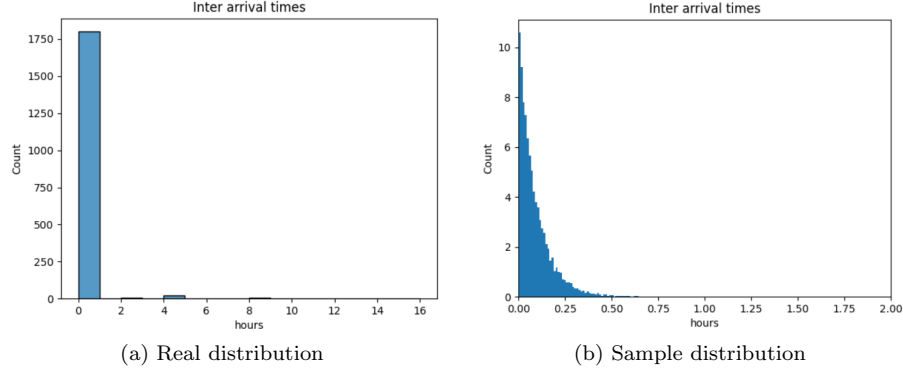 Inter arrival times
1750
1500
1250
1000
750
500
250
0
Count
0 2 4 6 8 10 12 14 16
hours
(a) Real distribution
Inter arrival times
10
8
6
4
2
0
Count
0.00 0.25 0.50 0.75 1.00 1.25 1.50 1.75 2.00
hours
(b) Sample distribution